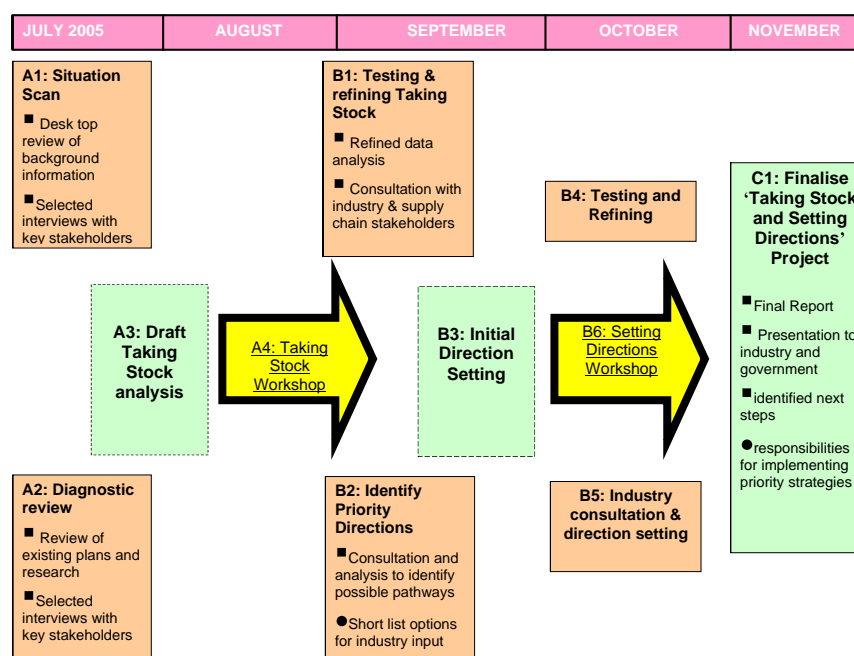 JULY 2005
AUGUST
SEPTEMBER
OCTOBER
NOVEMBER
A1: Situation
Scan
■ Desk top
review of
background
information
■ Selected
interviews with
key stakeholders
B1: Testing &
refining Taking
Stock
■ Refined data
analysis
■ Consultation with
industry & supply
chain stakeholders
B4: Testing and
Refining
C1: Finalise
‘Taking Stock
and Setting
Directions’
Project
■ Final Report
■ Presentation to
industry and
government
■ identified next
steps
● responsibilities
for implementing
priority strategies
A3: Draft
Taking
Stock
analysis
A4: Taking
Stock
Workshop
B3: Initial
Direction
Setting
B6: Setting
Directions
Workshop
A2: Diagnostic
review
■ Review of
existing plans and
research
■ Selected
interviews with
key stakeholders
B2: Identify
Priority
Directions
■ Consultation and
analysis to identify
possible pathways
● Short list options
for industry input
B5: Industry
consultation &
direction setting